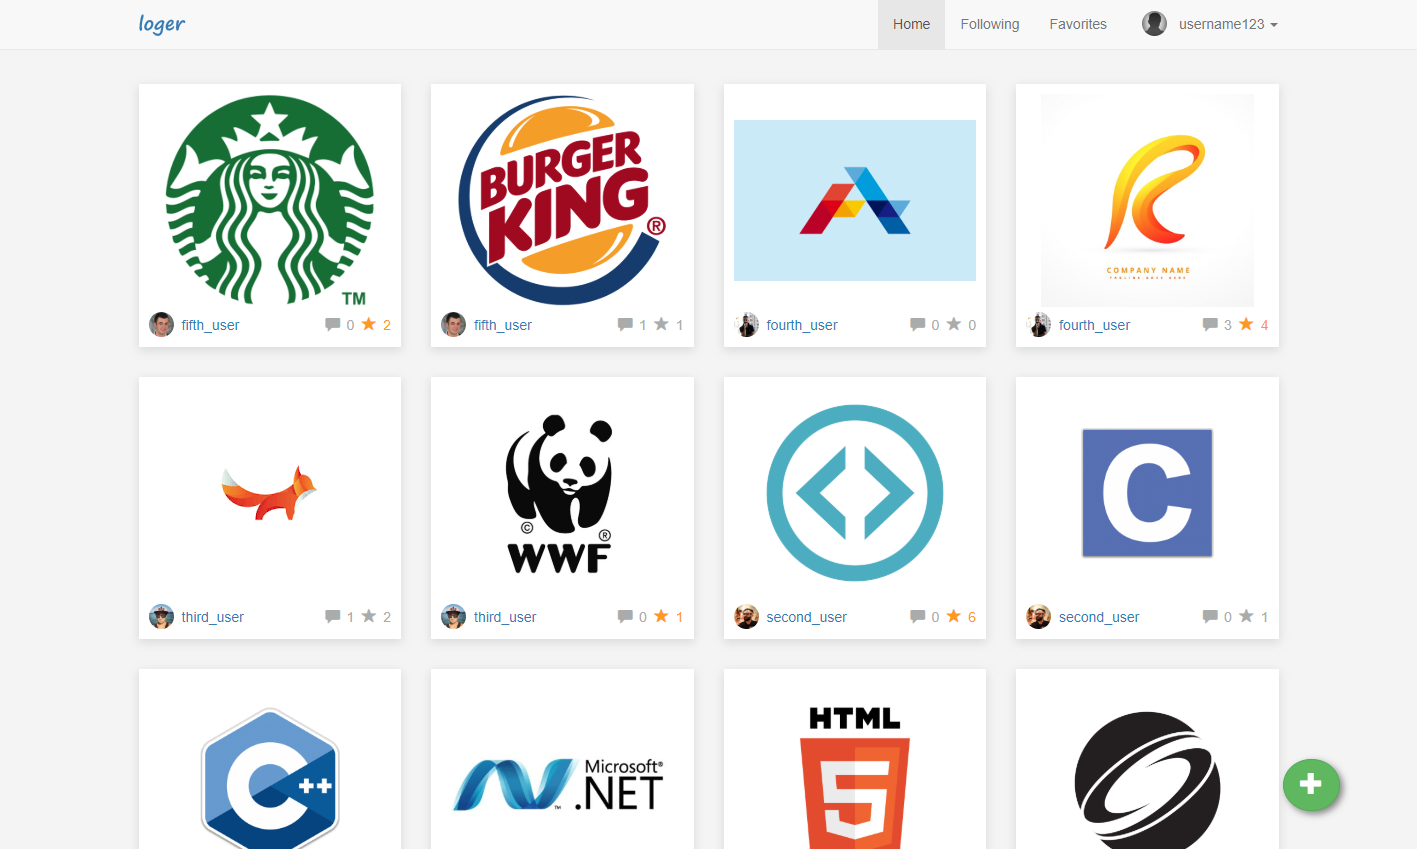 loger
Home Following Favorites username123
TM
BURGER
KING
®
COMPANY NAME
fifth_user 0 2
fifth_user 1 1
fourth_user 0 0
fourth_user 3 4
©
®
WWF
C
third_user 1 2
third_user 0 1
second_user 0 6
second_user 0 1
C++
Microsoft®
.NET
™
HTML
5